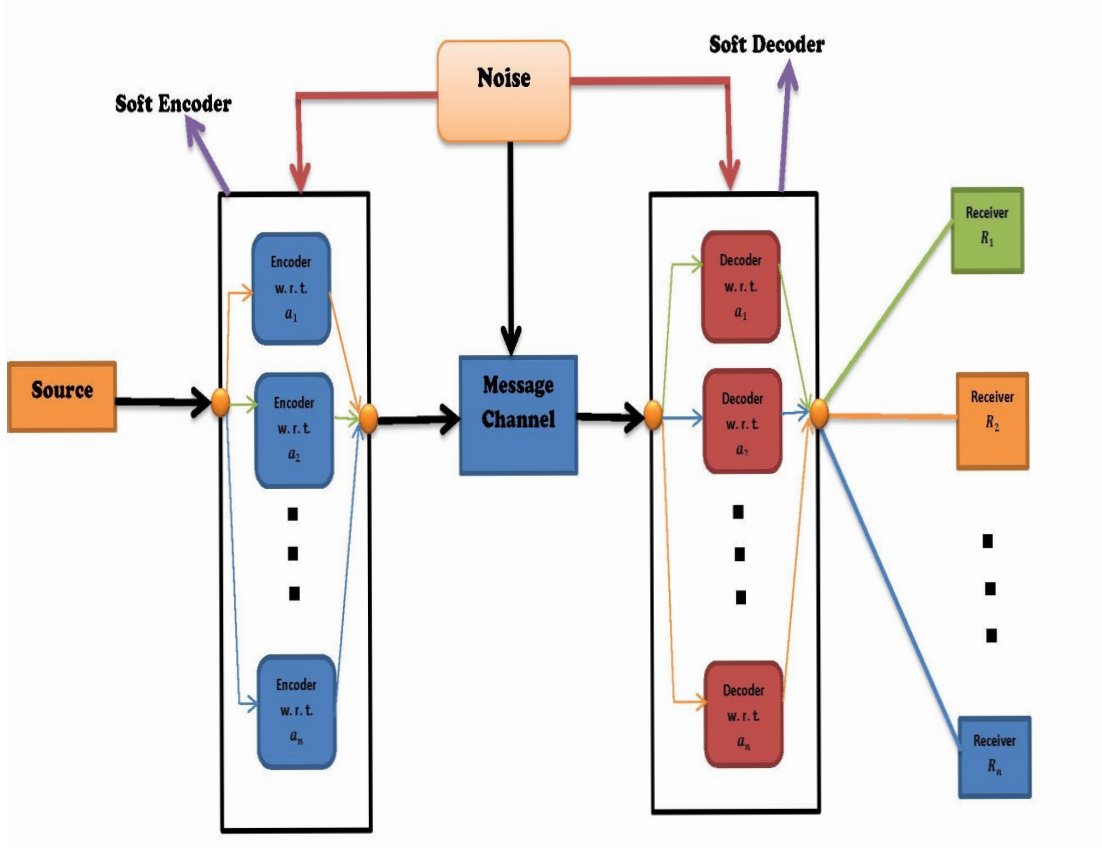 Soft Decoder
Noise
Soft Encoder
Receiver
R₁
Encoder
w. r. t.
a₁
Decoder
w. r. t.
a₁
Source
Encoder
w. r. t.
a₂
Message
Channel
Decoder
w. r. t.
a₂
Receiver
R₂
Encoder
w. r. t.
aₙ
Decoder
w. r. t.
aₙ
Receiver
Rₙ